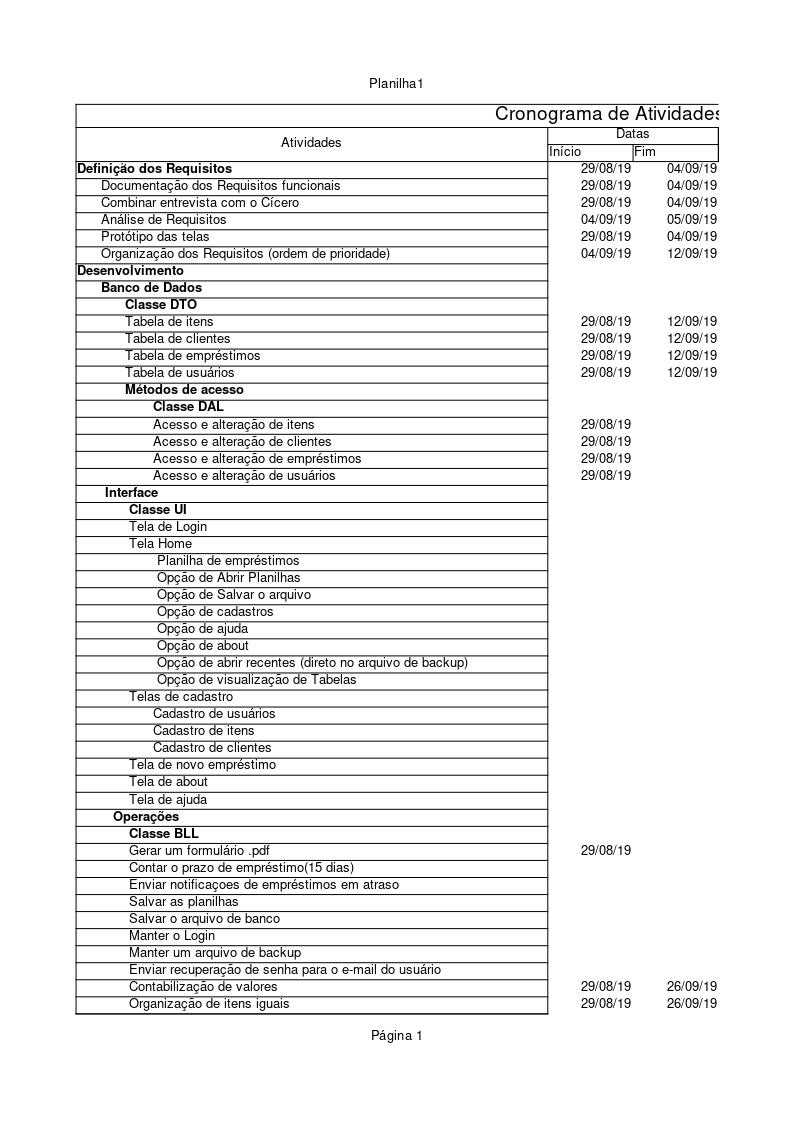 Planilha1
Cronograma de Atividades
Atividades
Datas
Início Fim
Definição dos Requisitos 29/08/19 04/09/19
Documentação dos Requisitos funcionais 29/08/19 04/09/19
Combinar entrevista com o Cícero 29/08/19 04/09/19
Análise de Requisitos 04/09/19 05/09/19
Protótipo das telas 29/08/19 04/09/19
Organização dos Requisitos (ordem de prioridade) 04/09/19 12/09/19
Desenvolvimento
Banco de Dados
Classe DTO
Tabela de itens 29/08/19 12/09/19
Tabela de clientes 29/08/19 12/09/19
Tabela de empréstimos 29/08/19 12/09/19
Tabela de usuários 29/08/19 12/09/19
Métodos de acesso
Classe DAL
Acesso e alteração de itens 29/08/19
Acesso e alteração de clientes 29/08/19
Acesso e alteração de empréstimos 29/08/19
Acesso e alteração de usuários 29/08/19
Interface
Classe UI
Tela de Login
Tela Home
Planilha de empréstimos
Opção de Abrir Planilhas
Opção de Salvar o arquivo
Opção de cadastros
Opção de ajuda
Opção de about
Opção de abrir recentes (direto no arquivo de backup)
Opção de visualização de Tabelas
Telas de cadastro
Cadastro de usuários
Cadastro de itens
Cadastro de clientes
Tela de novo empréstimo
Tela de about
Tela de ajuda
Operações
Classe BLL
Gerar um formulário .pdf 29/08/19
Contar o prazo de empréstimo(15 dias)
Enviar notificaçoes de empréstimos em atraso
Salvar as planilhas
Salvar o arquivo de banco
Manter o Login
Manter um arquivo de backup
Enviar recuperação de senha para o e-mail do usuário
Contabilização de valores 29/08/19 26/09/19
Organização de itens iguais 29/08/19 26/09/19
Página 1